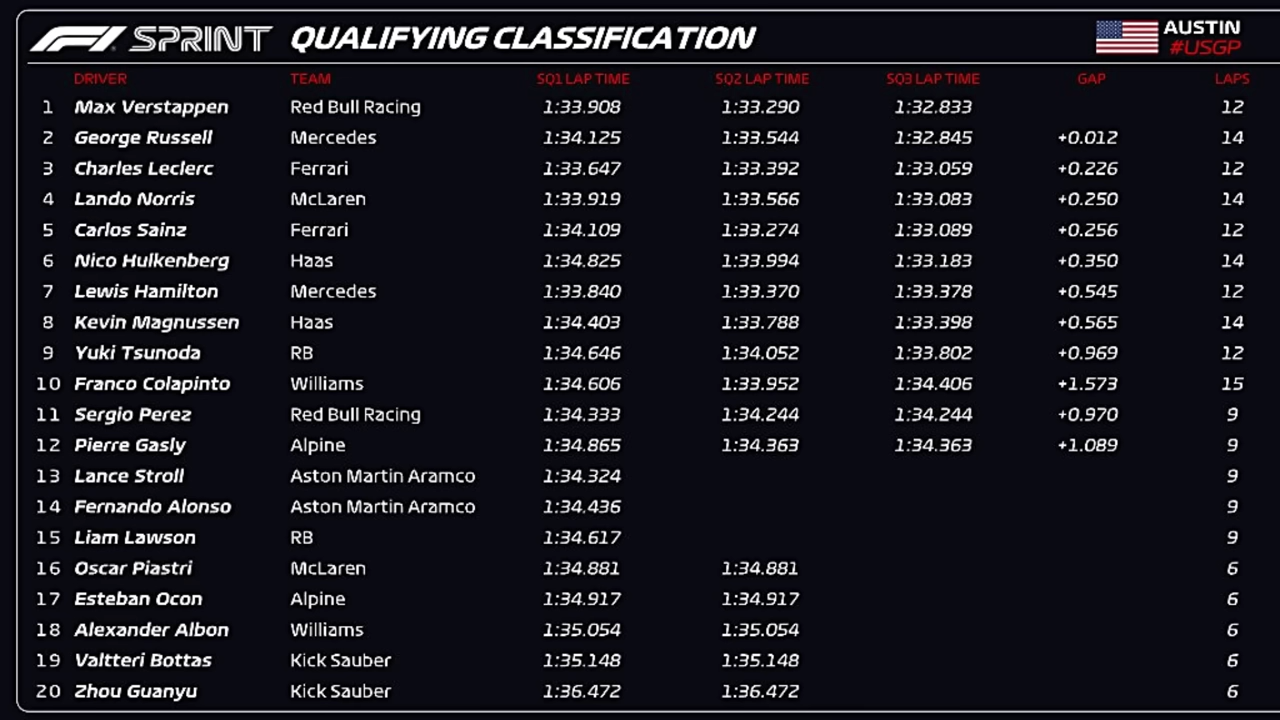 F1 SPRINT QUALIFYING CLASSIFICATION AUSTIN
#USGP
DRIVER TEAM SQ1 LAP TIME SQ2 LAP TIME SQ3 LAP TIME GAP LAPS
1 Max Verstappen Red Bull Racing 1:33.908 1:33.290 1:32.833 12
2 George Russell Mercedes 1:34.125 1:33.544 1:32.845 +0.012 14
3 Charles Leclerc Ferrari 1:33.647 1:33.392 1:33.059 +0.226 12
4 Lando Norris McLaren 1:33.919 1:33.566 1:33.083 +0.250 14
5 Carlos Sainz Ferrari 1:34.109 1:33.274 1:33.089 +0.256 12
6 Nico Hulkenberg Haas 1:34.825 1:33.994 1:33.183 +0.350 14
7 Lewis Hamilton Mercedes 1:33.840 1:33.370 1:33.378 +0.545 12
8 Kevin Magnussen Haas 1:34.403 1:33.788 1:33.398 +0.565 14
9 Yuki Tsunoda RB 1:34.646 1:34.052 1:33.802 +0.969 12
10 Franco Colapinto Williams 1:34.606 1:33.952 1:34.406 +1.573 15
11 Sergio Perez Red Bull Racing 1:34.333 1:34.244 1:34.244 +0.970 9
12 Pierre Gasly Alpine 1:34.865 1:34.363 1:34.363 +1.089 9
13 Lance Stroll Aston Martin Aramco 1:34.324 9
14 Fernando Alonso Aston Martin Aramco 1:34.436 9
15 Liam Lawson RB 1:34.617 9
16 Oscar Piastri McLaren 1:34.881 1:34.881 6
17 Esteban Ocon Alpine 1:34.917 1:34.917 6
18 Alexander Albon Williams 1:35.054 1:35.054 6
19 Valtteri Bottas Kick Sauber 1:35.148 1:35.148 6
20 Zhou Guanyu Kick Sauber 1:36.472 1:36.472 6